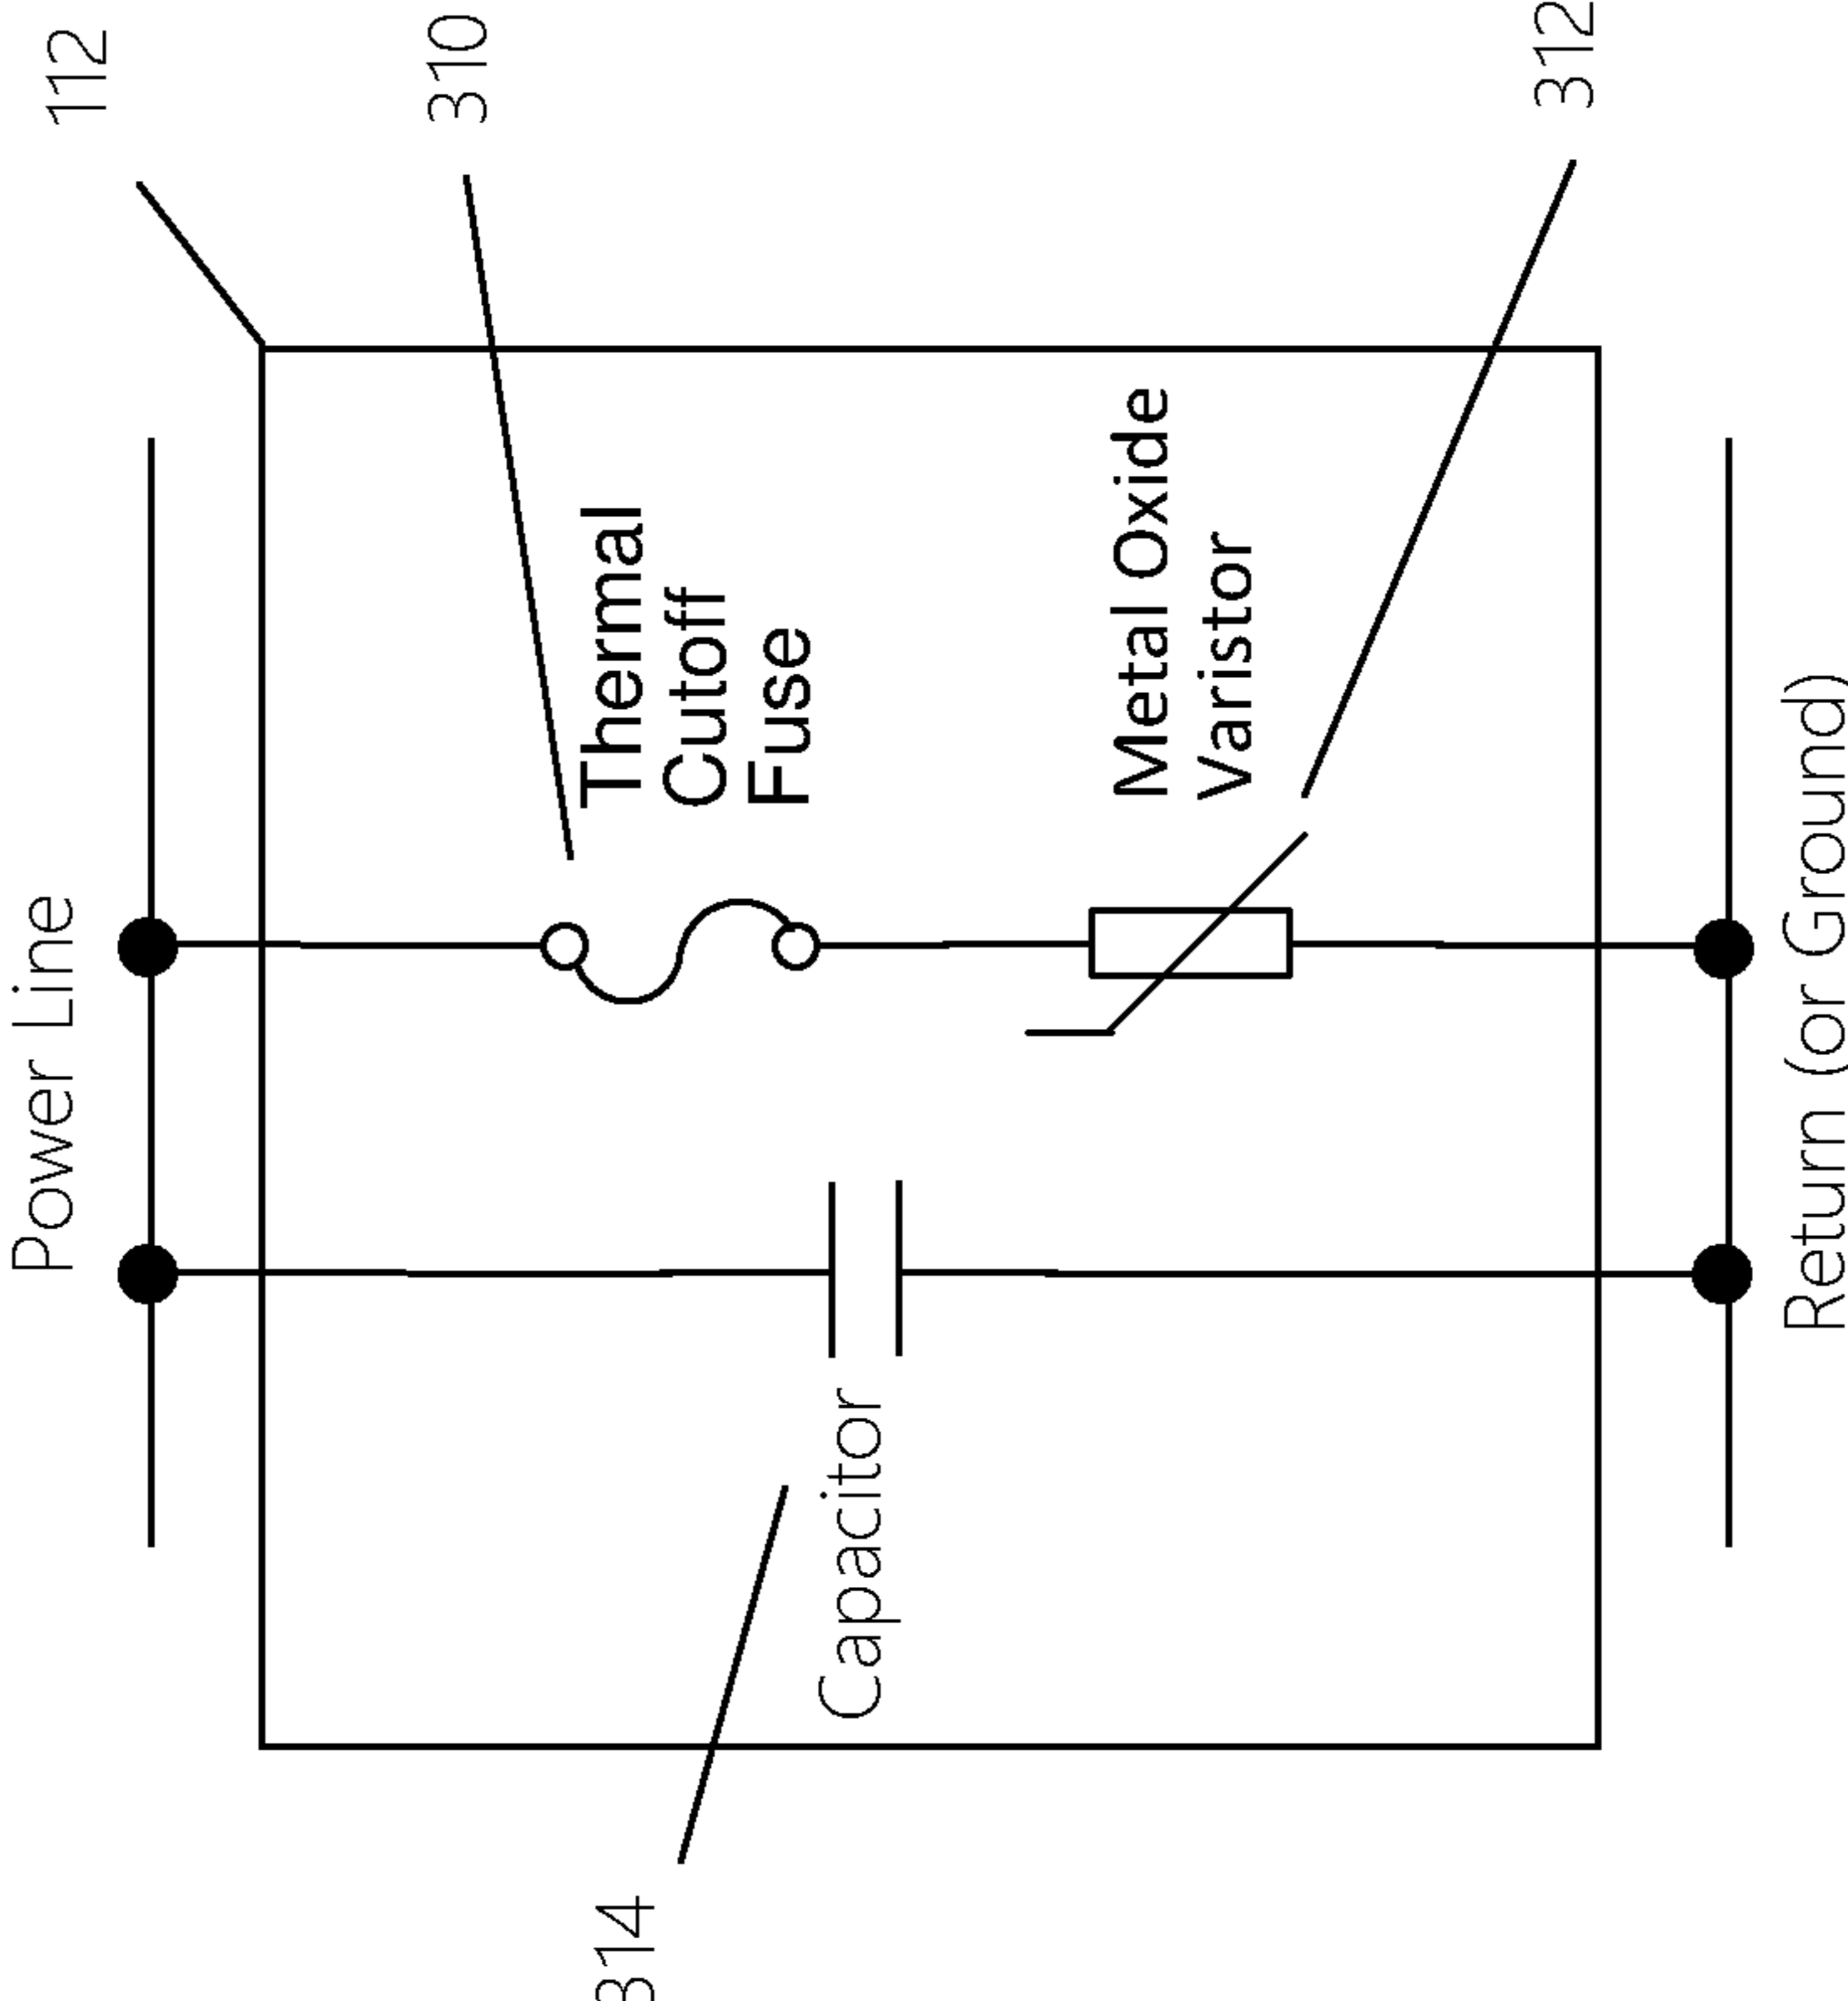 Power Line
112
310
Thermal
Cutoff
Fuse
Capacitor
314
Metal Oxide
Varistor
312
Return (or Ground)